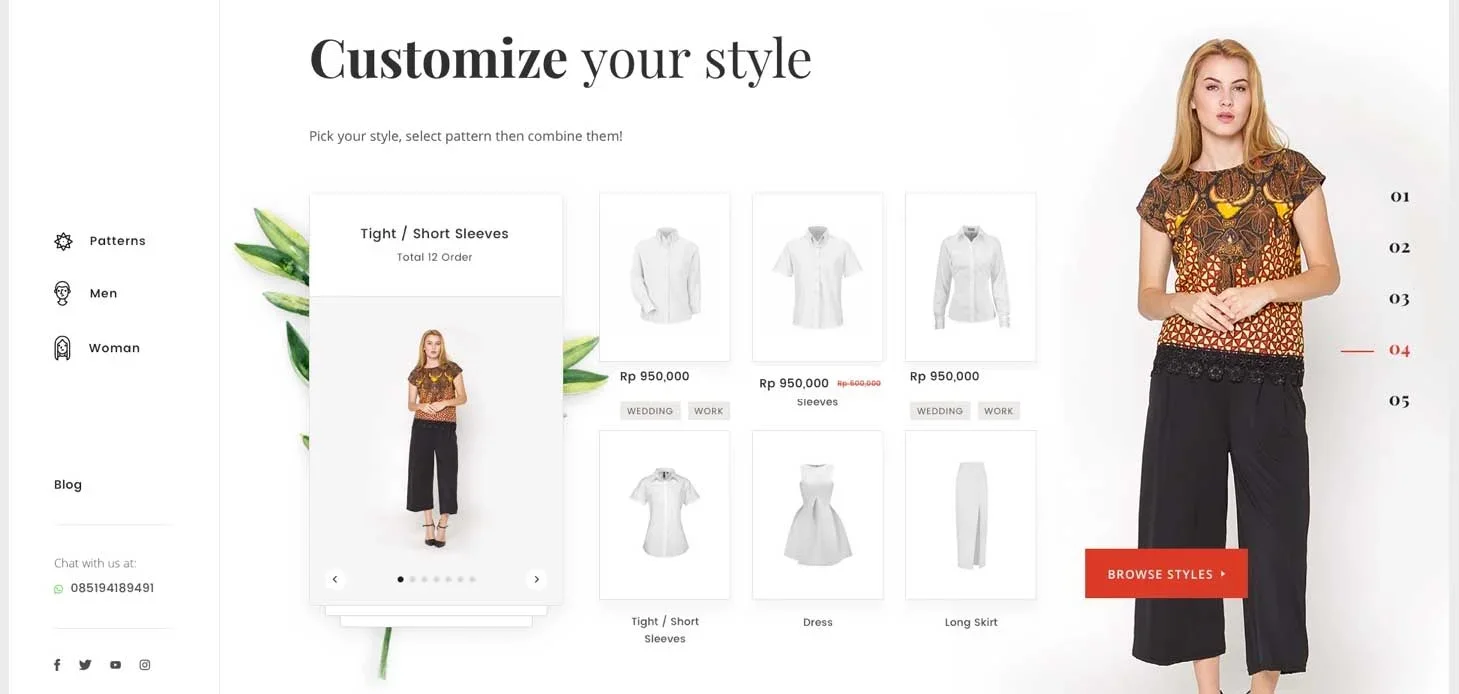 Customize your style
Pick your style, select pattern then combine them!
Patterns
Men
Woman
Blog
Chat with us at:
085194189491
Tight / Short Sleeves
Total 12 Order
Rp 950,000
WEDDING WORK
Rp 950,000 Rp 500,000
Sleeves
Rp 950,000
WEDDING WORK
Tight / Short
Sleeves
Dress
Long Skirt
01
02
03
04
05
BROWSE STYLES